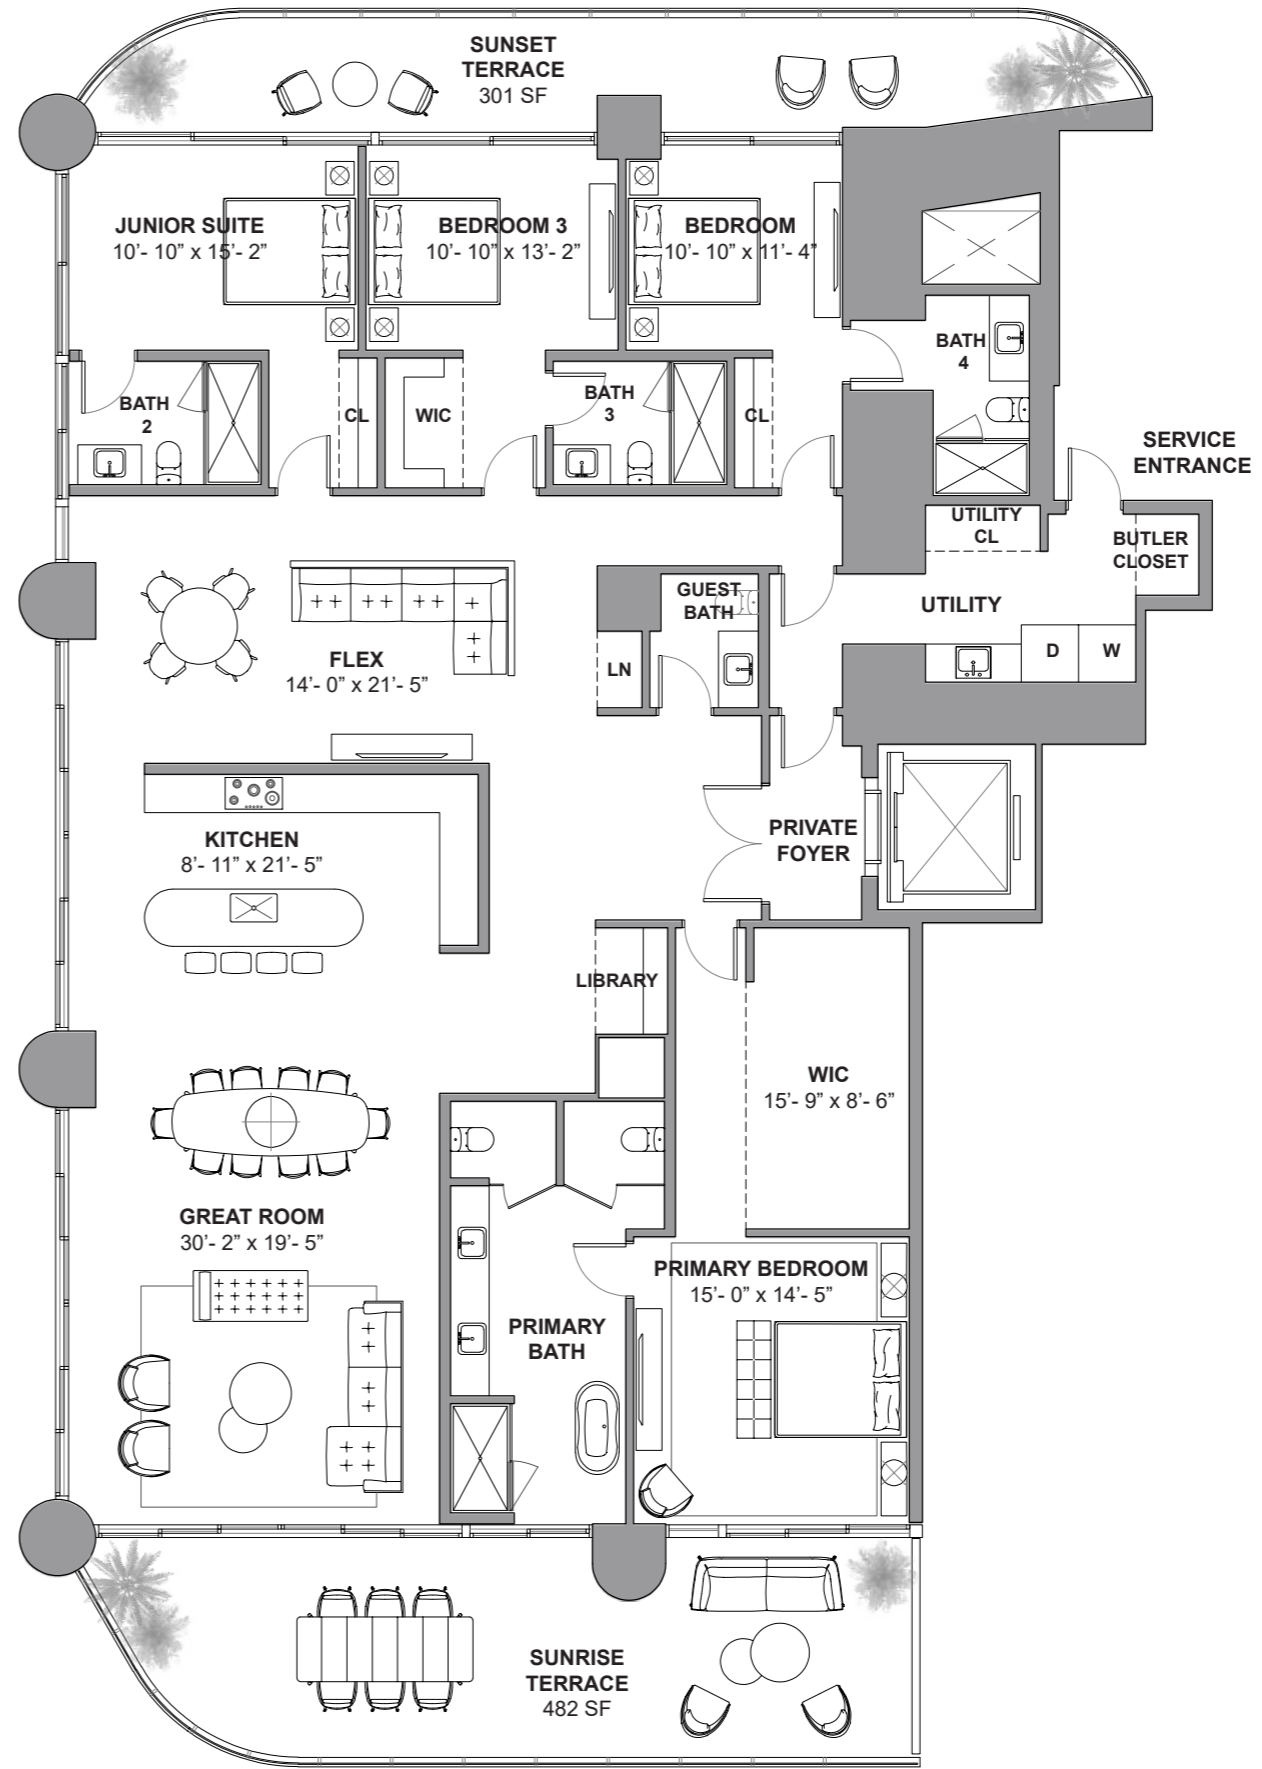 SUNSET
TERRACE
301 SF
JUNIOR SUITE
10’- 10” x 15’- 2”
BEDROOM 3
10’- 10” x 13’- 2”
BEDROOM
10’- 10” x 11’- 4”
BATH
2
CL
WIC
BATH
3
CL
BATH
4
SERVICE
ENTRANCE
UTILITY
CL
BUTLER
CLOSET
GUEST
BATH
UTILITY
FLEX
14’- 0” x 21’- 5”
LN
D
W
KITCHEN
8’- 11” x 21’- 5”
PRIVATE
FOYER
LIBRARY
WIC
15’- 9” x 8’- 6”
GREAT ROOM
30’- 2” x 19’- 5”
PRIMARY BEDROOM
15’- 0” x 14’- 5”
PRIMARY
BATH
SUNRISE
TERRACE
482 SF